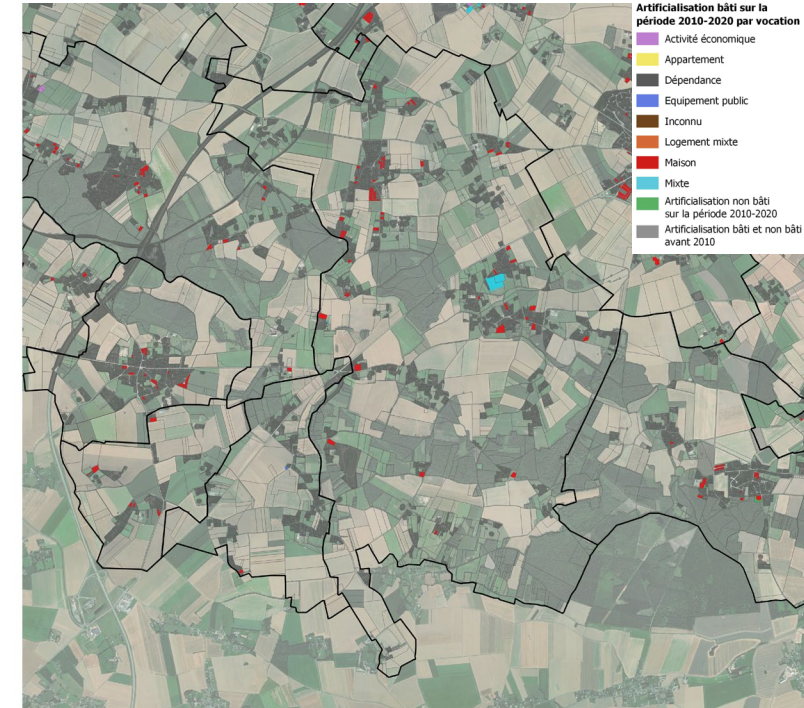 Artificialisation bâti sur la
période 2010-2020 par vocation
Activité économique
Appartement
Dépendance
Equipement public
Inconnu
Logement mixte
Maison
Mixte
Artificialisation non bâti
sur la période 2010-2020
Artificialisation bâti et non bâti
avant 2010